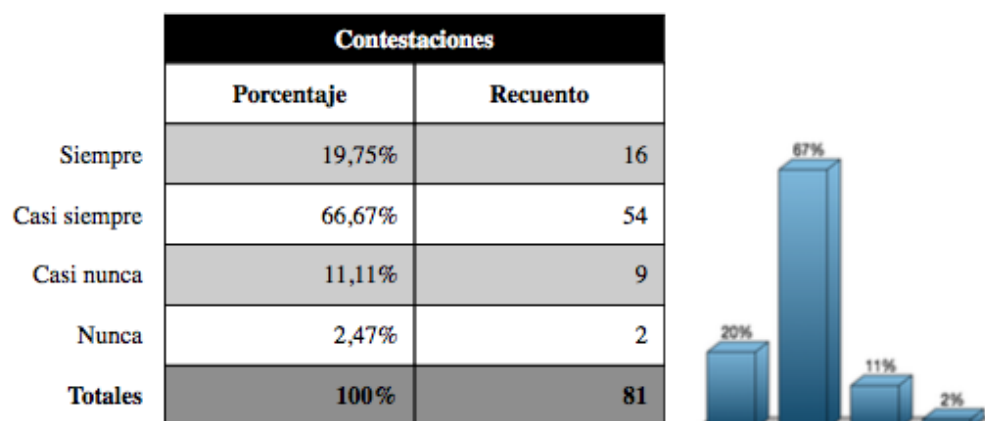 Contestaciones
Porcentaje Recuento
Siempre 19,75% 16
Casi siempre 66,67% 54
Casi nunca 11,11% 9
Nunca 2,47% 2
Totales 100% 81
67%
20%
11%
2%